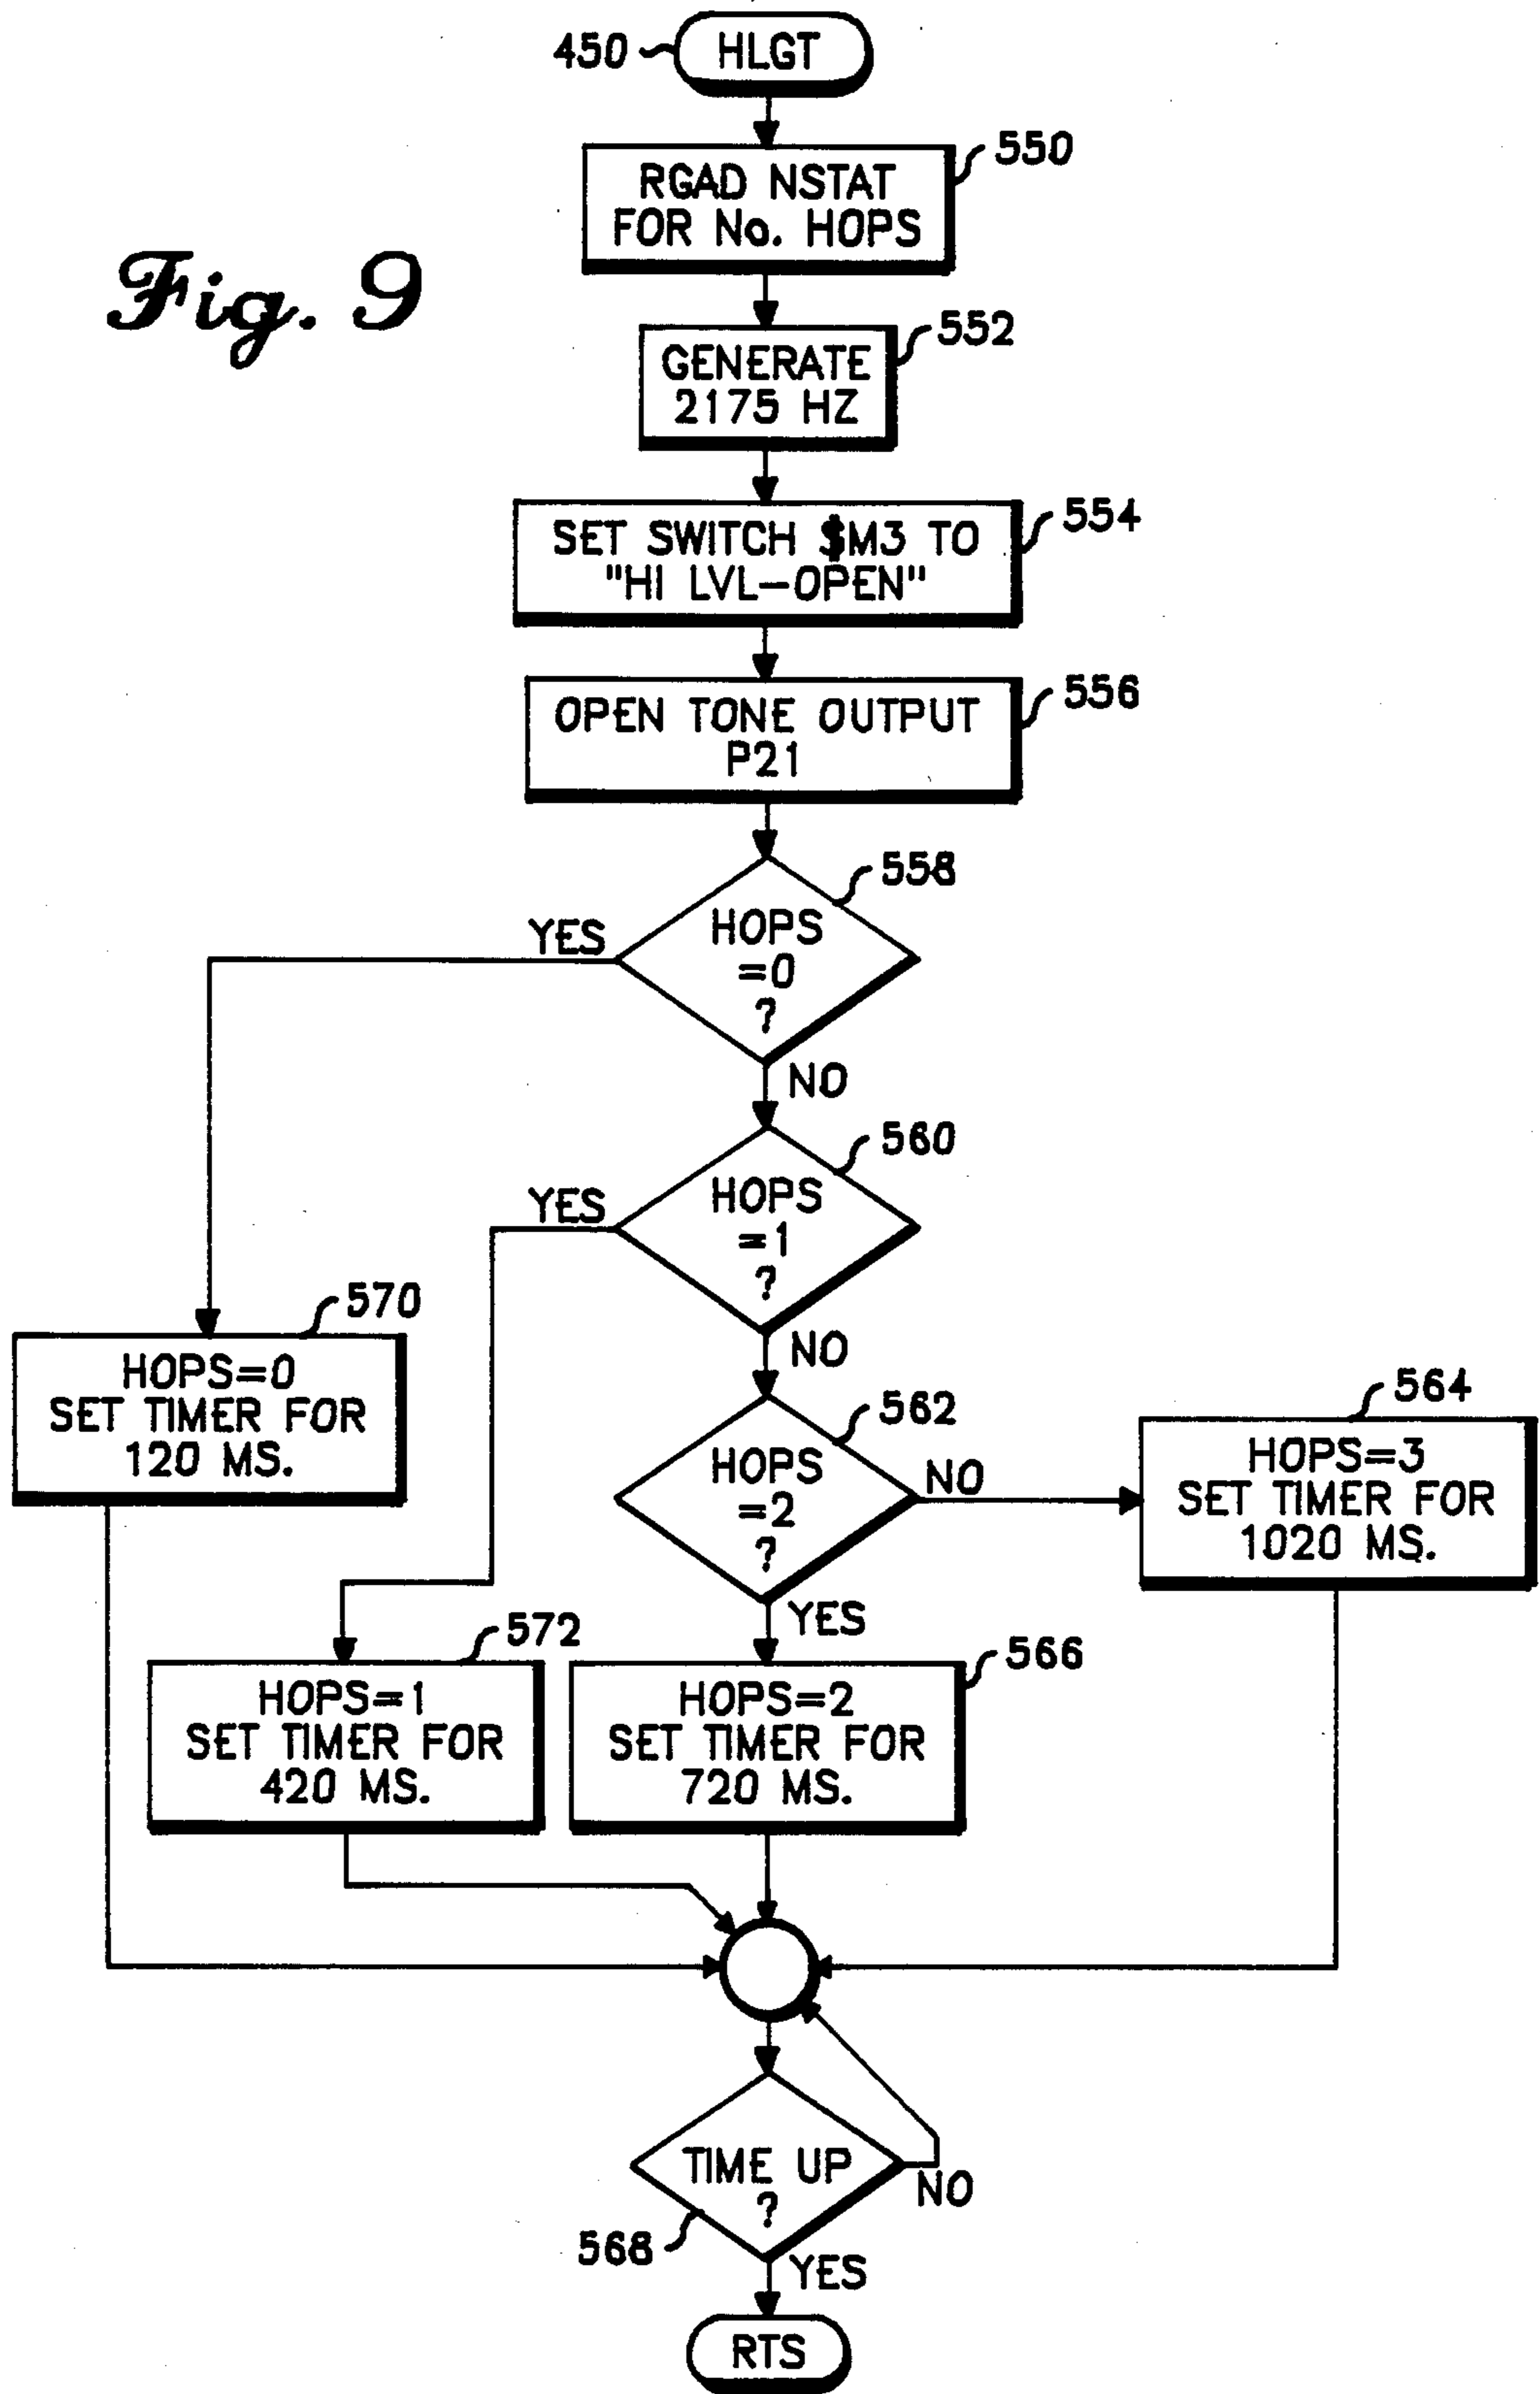 450
HLGT
550
RGAD NSTAT
FOR No. HOPS
Fig. 9
552
GENERATE
2175 HZ
554
SET SWITCH $M3 TO
"HI LVL-OPEN"
556
OPEN TONE OUTPUT
P21
558
YES
HOPS
=0
?
NO
560
YES
HOPS
=1
?
NO
570
HOPS=0
SET TIMER FOR
120 MS.
562
HOPS
=2
?
NO
YES
564
HOPS=3
SET TIMER FOR
1020 MS.
572
HOPS=1
SET TIMER FOR
420 MS.
566
HOPS=2
SET TIMER FOR
720 MS.
TIME UP
?
NO
568
YES
RTS